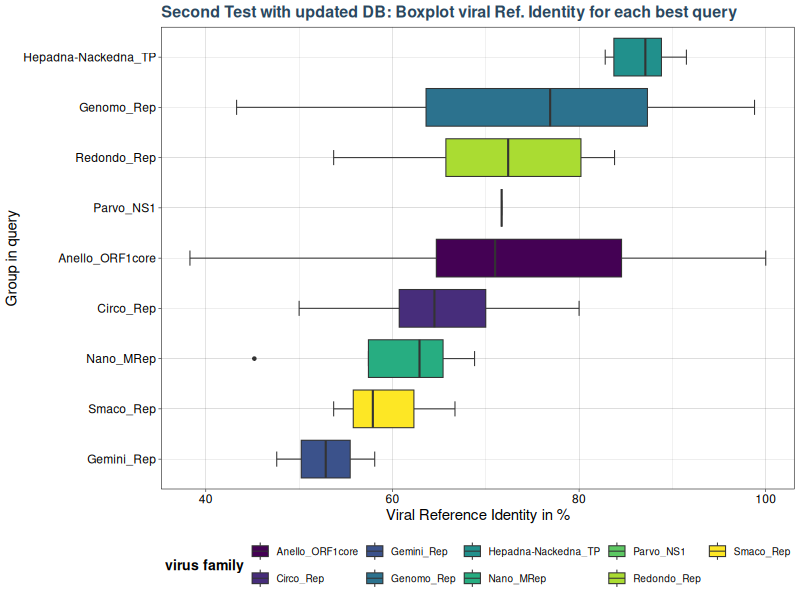 Second Test with updated DB: Boxplot viral Ref. Identity for each best query
Group in query
Hepadna-Nackedna_TP
Genomo_Rep
Redondo_Rep
Parvo_NS1
Anello_ORF1core
Circo_Rep
Nano_MRep
Smaco_Rep
Gemini_Rep
40 60 80 100
Viral Reference Identity in %
virus family
Anello_ORF1core Gemini_Rep Hepadna-Nackedna_TP Parvo_NS1 Smaco_Rep
Circo_Rep Genomo_Rep Nano_MRep Redondo_Rep